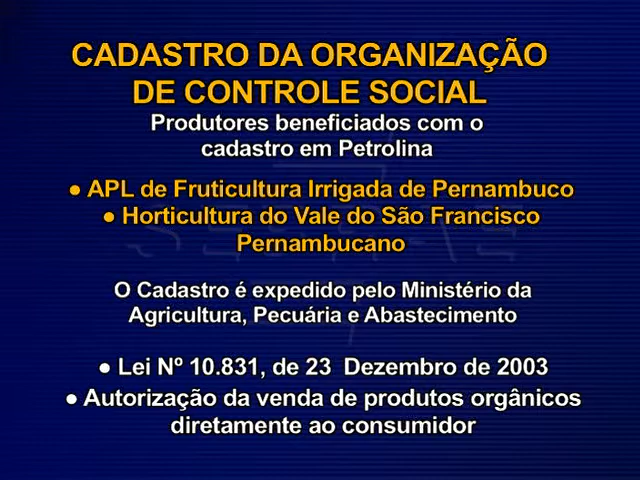 CADASTRO DA ORGANIZAÇÃO
DE CONTROLE SOCIAL
Produtores beneficiados com o
cadastro em Petrolina
● APL de Fruticultura Irrigada de Pernambuco
● Horticultura do Vale do São Francisco
Pernambucano
SEBRAE
O Cadastro é expedido pelo Ministério da
Agricultura, Pecuária e Abastecimento
● Lei Nº 10.831, de 23 Dezembro de 2003
● Autorização da venda de produtos orgânicos
diretamente ao consumidor